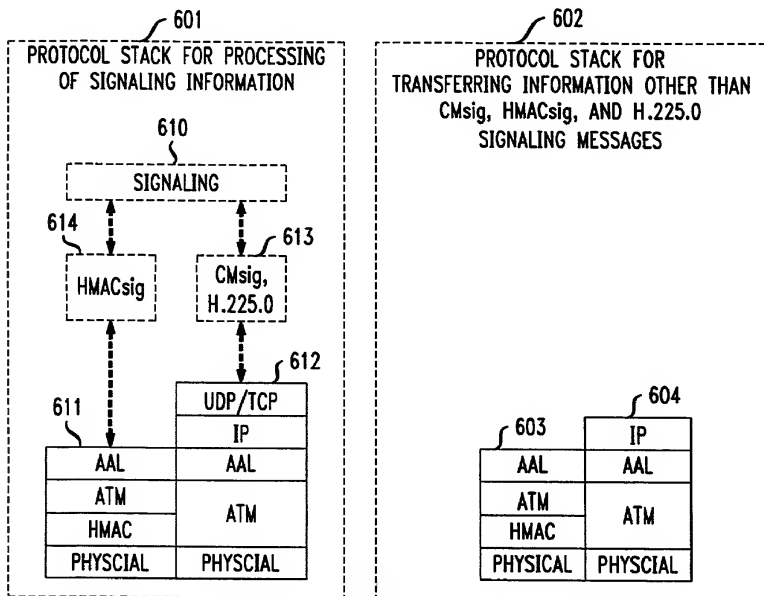 601
PROTOCOL STACK FOR PROCESSING
OF SIGNALING INFORMATION
610
SIGNALING
614
HMACsig
613
CMsig,
H.225.0
612
UDP/TCP
IP
611
AAL
AAL
ATM
ATM
HMAC
PHYSCIAL
PHYSCIAL
602
PROTOCOL STACK FOR
TRANSFERRING INFORMATION OTHER THAN
CMsig, HMACsig, AND H.225.0
SIGNALING MESSAGES
604
IP
603
AAL
AAL
ATM
ATM
HMAC
PHYSICAL
PHYSCIAL